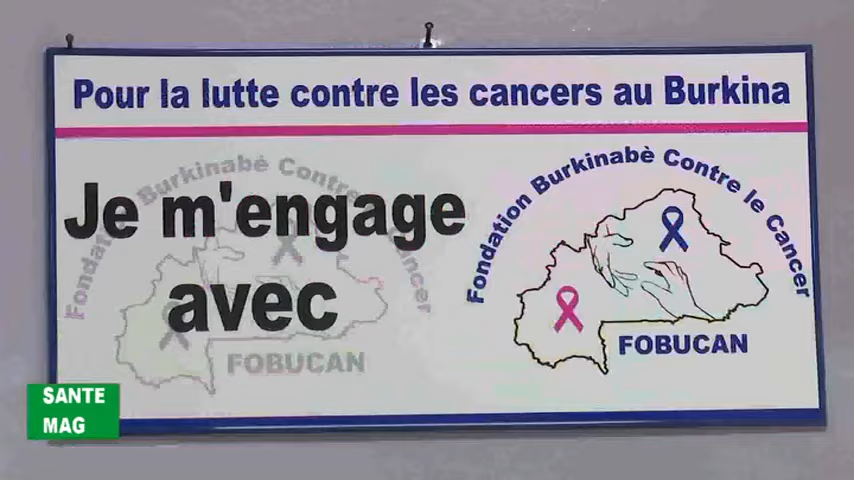 Pour la lutte contre les cancers au Burkina
Fondation Burkinabè Contre le Cancer
Je m'engage
avec
FOBUCAN
Fondation Burkinabè Contre le Cancer
FOBUCAN
SANTE
MAG